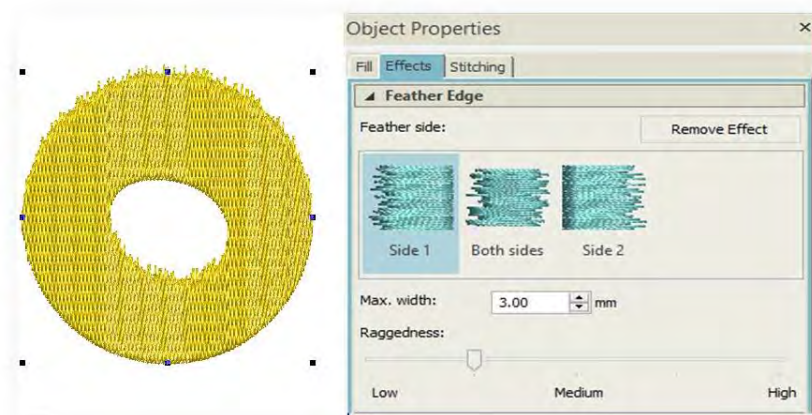 Object Properties ×
Fill Effects Stitching
Feather Edge
Feather side: Remove Effect
Side 1 Both sides Side 2
Max. width: 3.00 mm
Raggedness:
Low Medium High